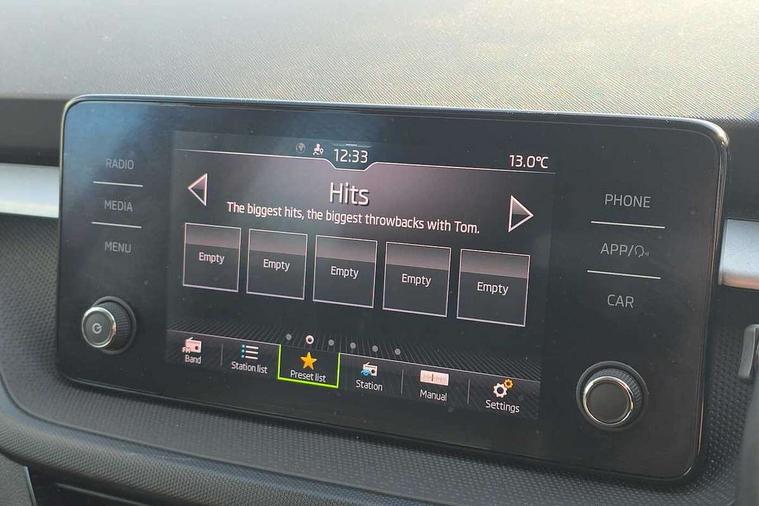 12:33
13.0°C
RADIO
MEDIA
MENU
Hits
The biggest hits, the biggest throwbacks with Tom.
Empty
Empty
Empty
Empty
Empty
FM
Band
Station list
Preset list
Station
Manual
Settings
PHONE
APP/
CAR